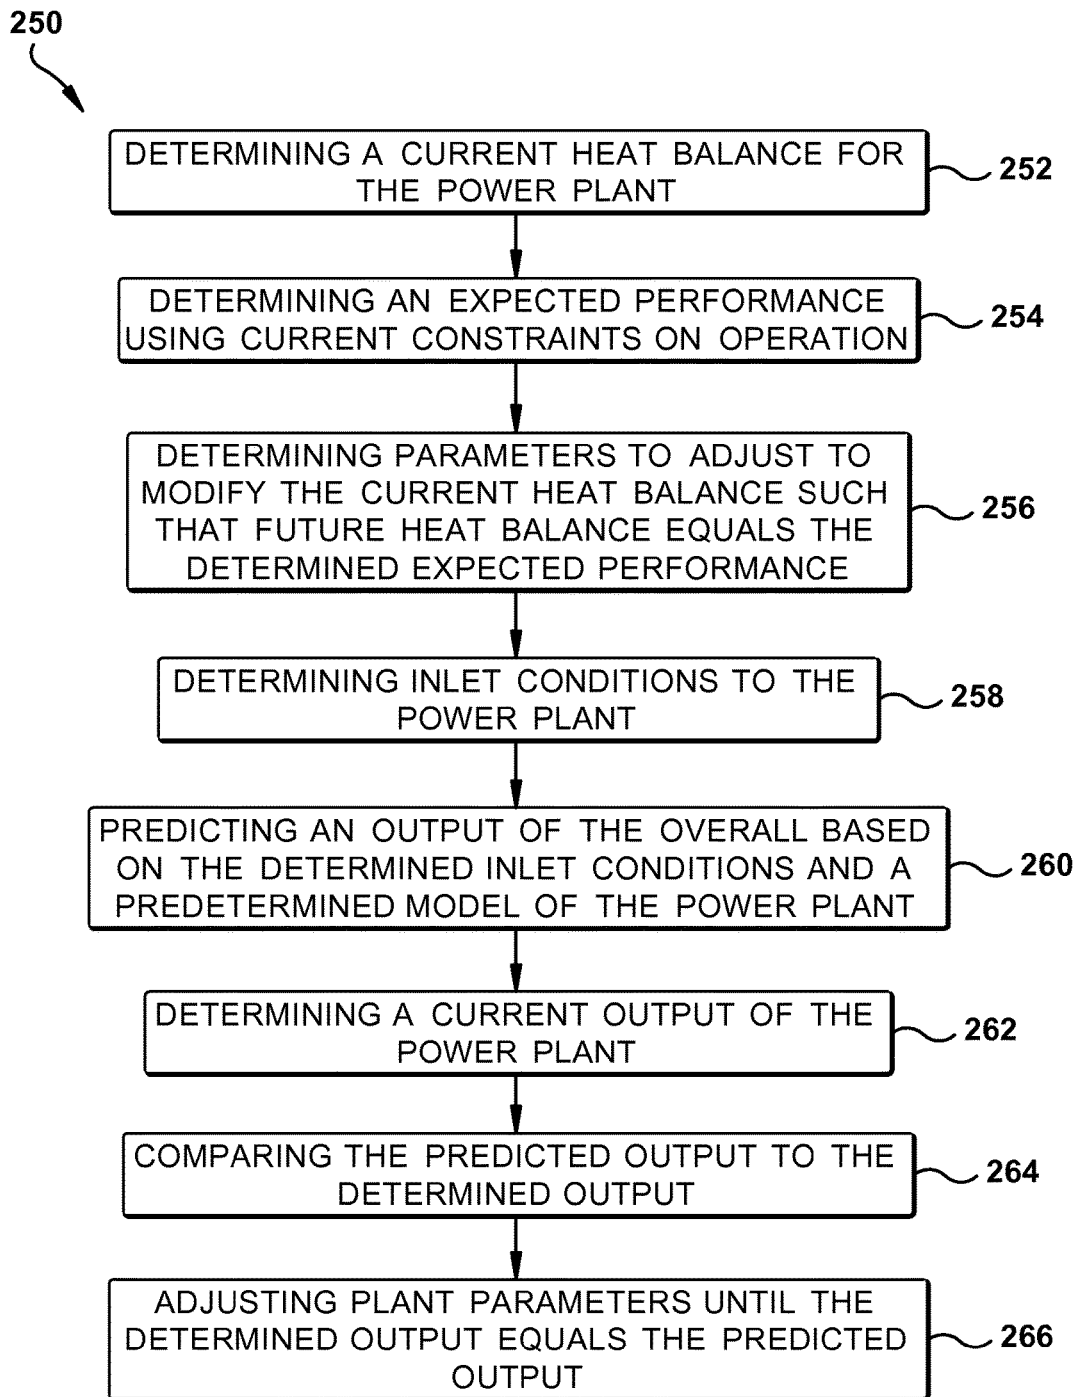 250
DETERMINING A CURRENT HEAT BALANCE FOR
THE POWER PLANT
252
DETERMINING AN EXPECTED PERFORMANCE
USING CURRENT CONSTRAINTS ON OPERATION
254
DETERMINING PARAMETERS TO ADJUST TO
MODIFY THE CURRENT HEAT BALANCE SUCH
THAT FUTURE HEAT BALANCE EQUALS THE
DETERMINED EXPECTED PERFORMANCE
256
DETERMINING INLET CONDITIONS TO THE
POWER PLANT
258
PREDICTING AN OUTPUT OF THE OVERALL BASED
ON THE DETERMINED INLET CONDITIONS AND A
PREDETERMINED MODEL OF THE POWER PLANT
260
DETERMINING A CURRENT OUTPUT OF THE
POWER PLANT
262
COMPARING THE PREDICTED OUTPUT TO THE
DETERMINED OUTPUT
264
ADJUSTING PLANT PARAMETERS UNTIL THE
DETERMINED OUTPUT EQUALS THE PREDICTED
OUTPUT
266